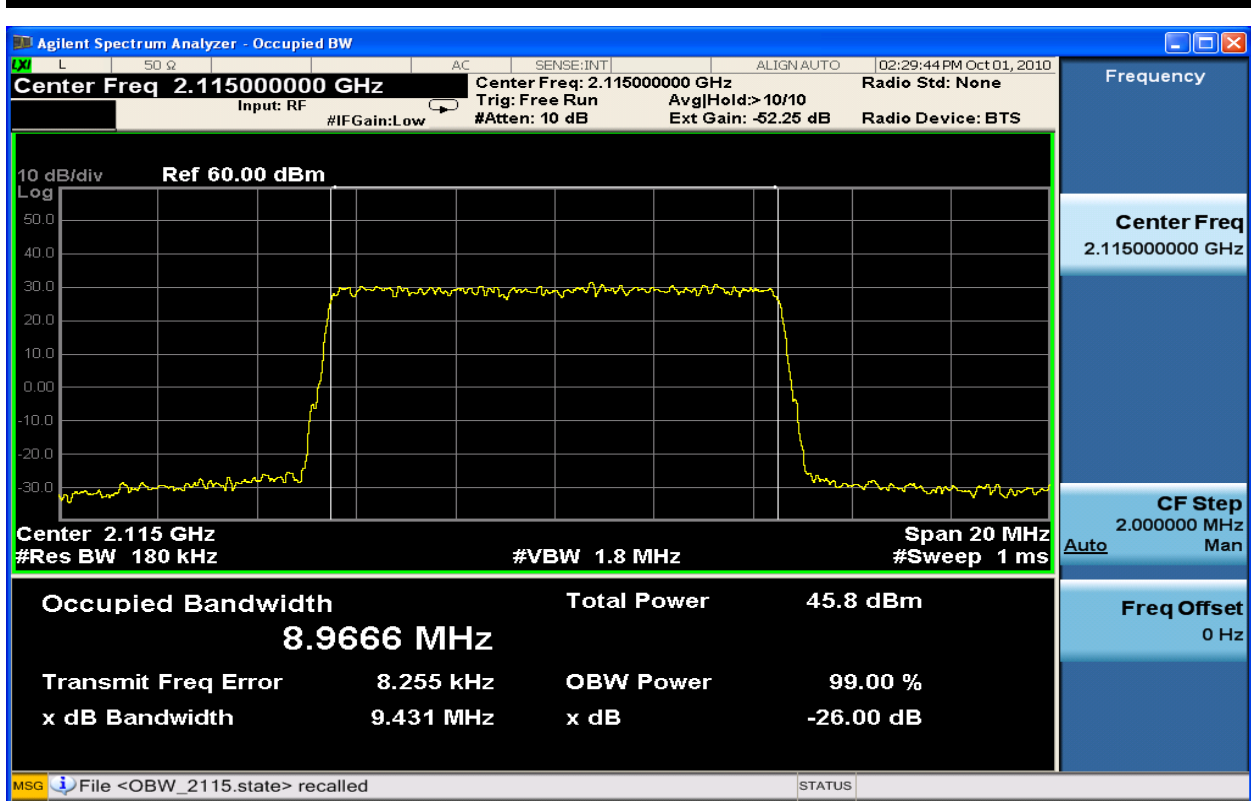 Agilent Spectrum Analyzer - Occupied BW
LXI L 50 Ω AC SENSE:INT ALIGN AUTO 02:29:44 PM Oct 01, 2010
Center Freq 2.115000000 GHz
Input: RF
#IFGain:Low
Center Freq: 2.115000000 GHz
Trig: Free Run Avg|Hold:>10/10
#Atten: 10 dB Ext Gain: -52.25 dB
Radio Std: None
Radio Device: BTS
10 dB/div Ref 60.00 dBm
Log
50.0
40.0
30.0
20.0
10.0
0.00
-10.0
-20.0
-30.0
Center 2.115 GHz Span 20 MHz
#Res BW 180 kHz #VBW 1.8 MHz #Sweep 1 ms
Occupied Bandwidth Total Power 45.8 dBm
8.9666 MHz
Transmit Freq Error 8.255 kHz OBW Power 99.00 %
x dB Bandwidth 9.431 MHz x dB -26.00 dB
Frequency
Center Freq
2.115000000 GHz
CF Step
2.000000 MHz
Auto Man
Freq Offset
0 Hz
MSG File <OBW_2115.state> recalled STATUS